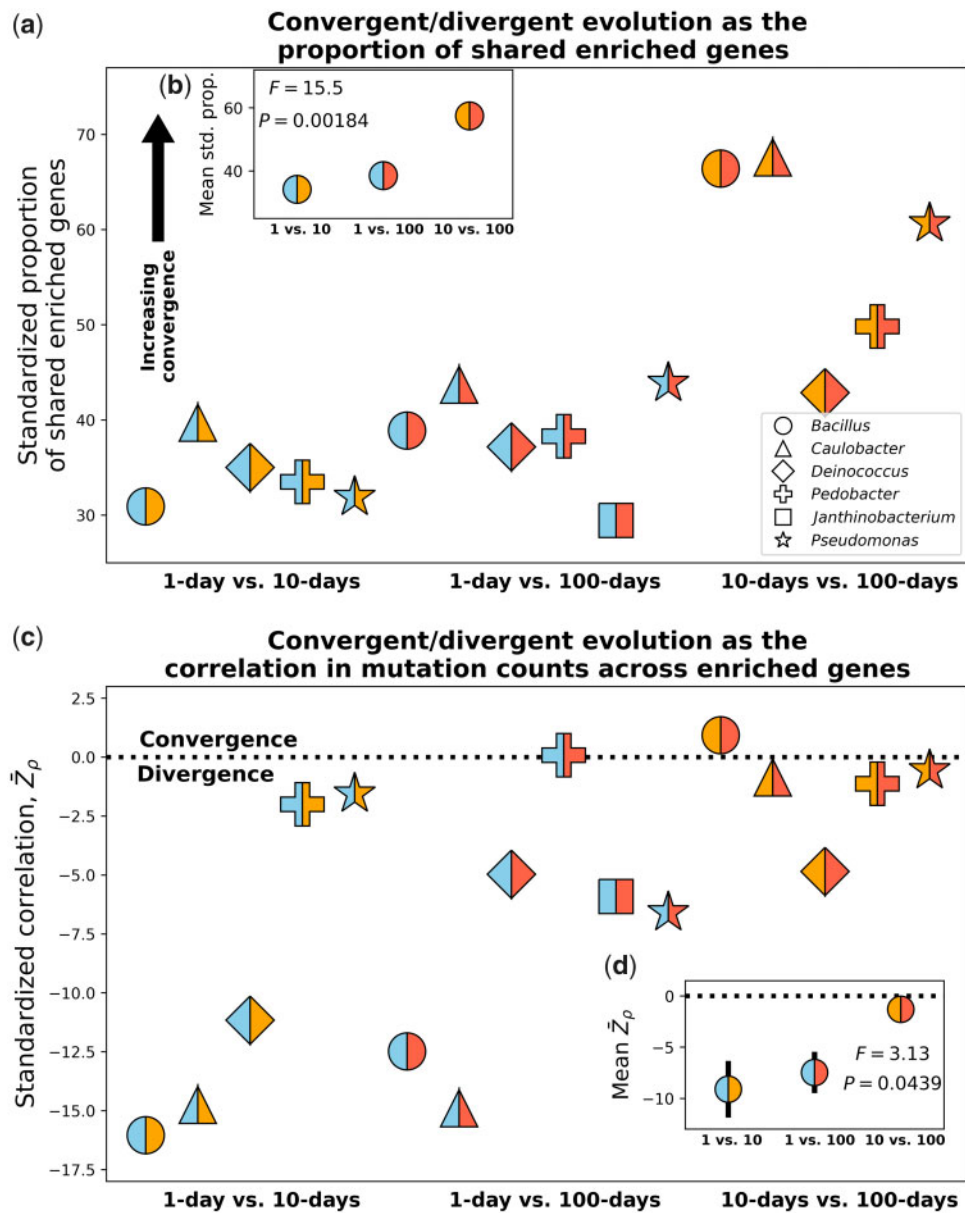 (a)
Convergent/divergent evolution as the
proportion of shared enriched genes
Standardized proportion
of shared enriched genes
70
60
50
40
30
Increasing
convergence
(b)
Mean std. prop.
60
40
F = 15.5
P = 0.00184
1 vs. 10
1 vs. 100
10 vs. 100
Bacillus
Caulobacter
Deinococcus
Pedobacter
Janthinobacterium
Pseudomonas
1-day vs. 10-days
1-day vs. 100-days
10-days vs. 100-days
(c)
Convergent/divergent evolution as the
correlation in mutation counts across enriched genes
Standardized correlation, Z̄ρ
2.5
0.0
−2.5
−5.0
−7.5
−10.0
−12.5
−15.0
−17.5
Convergence
Divergence
(d)
Mean Z̄ρ
0
−5
−10
F = 3.13
P = 0.0439
1 vs. 10
1 vs. 100
10 vs. 100
1-day vs. 10-days
1-day vs. 100-days
10-days vs. 100-days